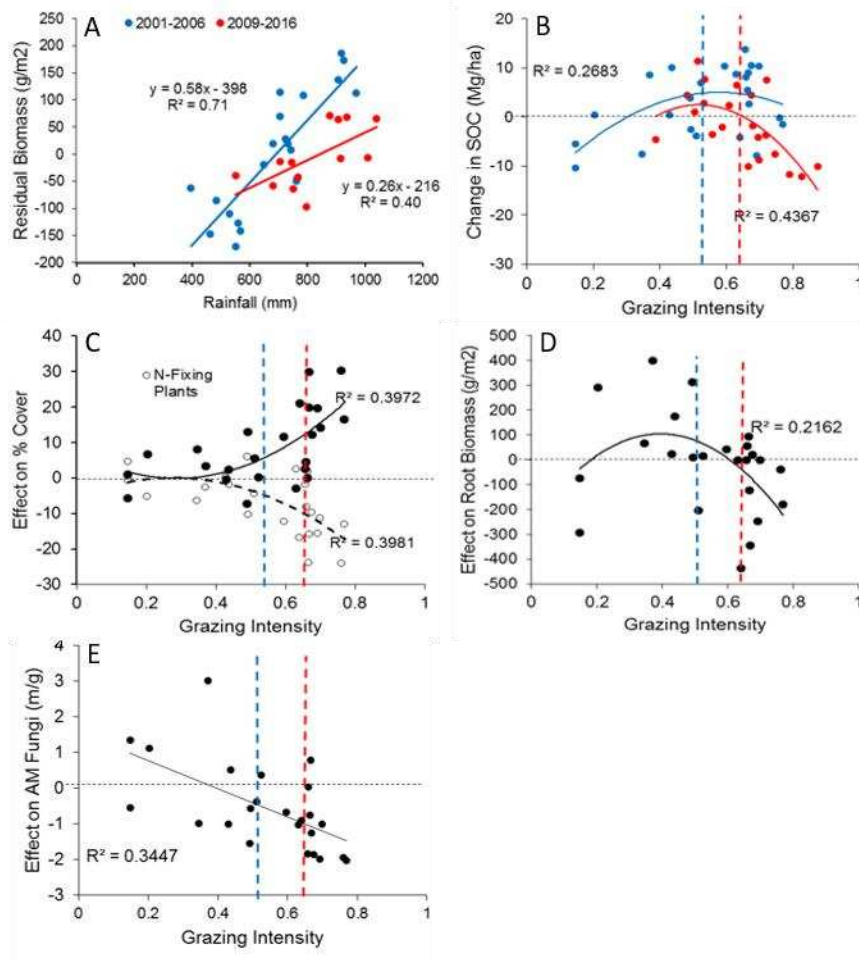 A
2001-2006
2009-2016
250
200
150
100
50
0
-50
-100
-150
-200
y = 0.58x - 398
R² = 0.71
y = 0.26x - 216
R² = 0.40
0 200 400 600 800 1000 1200
Rainfall (mm)
Residual Biomass (g/m2)
B
30
20
10
0
-10
-20
-30
R² = 0.2683
R² = 0.4367
0 0.2 0.4 0.6 0.8 1
Grazing Intensity
Change in SOC (Mg/ha)
C
40
30
20
10
0
-10
-20
-30
N-Fixing
Plants
R² = 0.3972
R² = 0.3981
0 0.2 0.4 0.6 0.8 1
Grazing Intensity
Effect on % Cover
D
500
400
300
200
100
0
-100
-200
-300
-400
-500
R² = 0.2162
0 0.2 0.4 0.6 0.8 1
Grazing Intensity
Effect on Root Biomass (g/m2)
E
4
3
2
1
0
-1
-2
-3
R² = 0.3447
0 0.2 0.4 0.6 0.8 1
Grazing Intensity
Effect on AM Fungi (m/g)